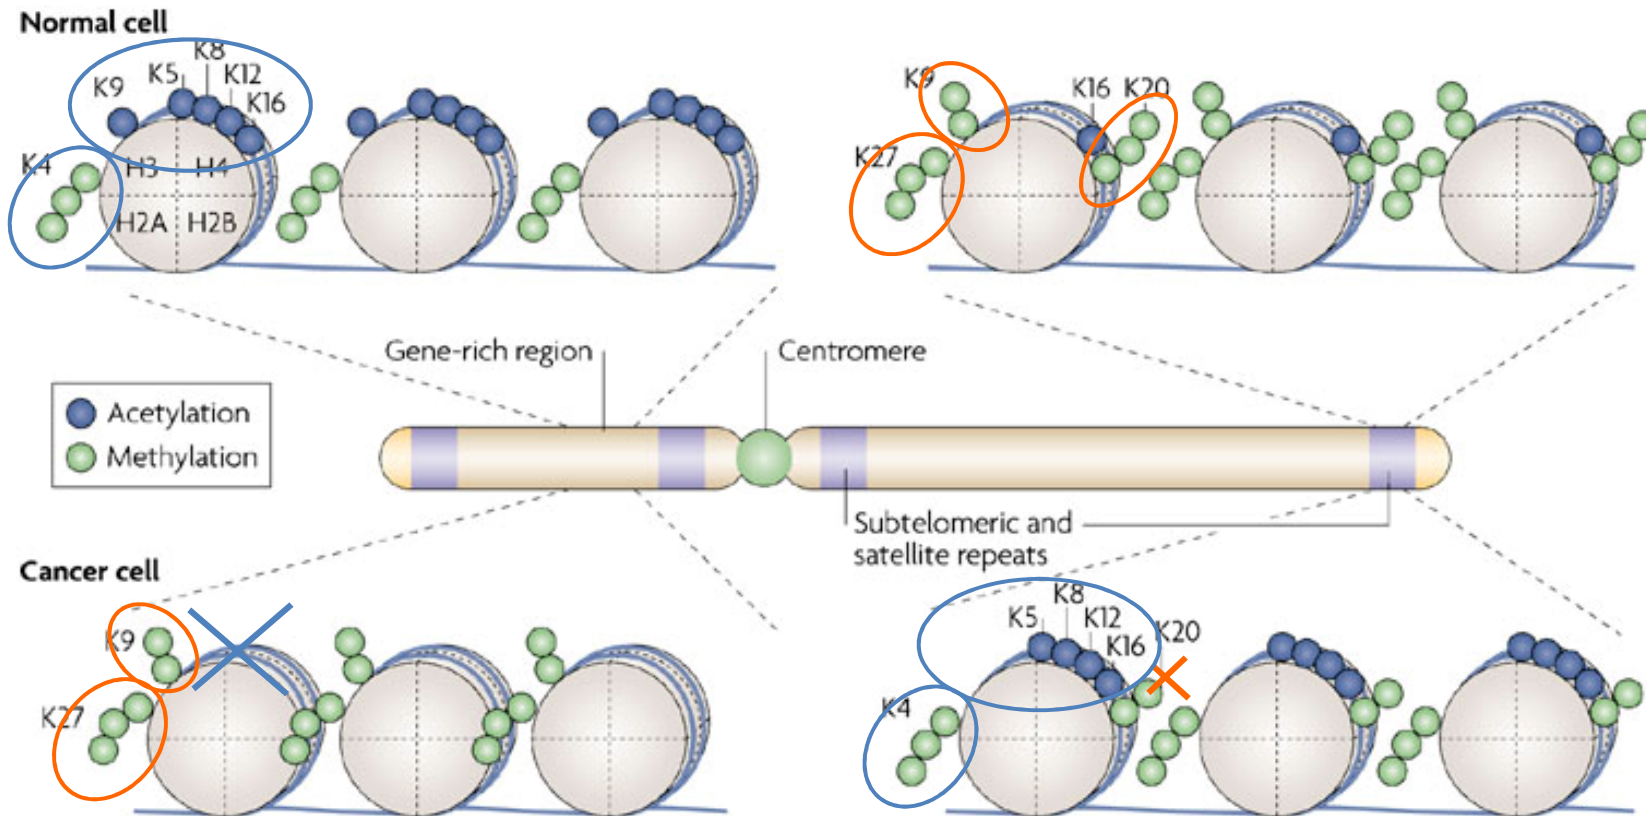 Normal cell
K8
K5
K12
K9
K16
K4
H3
H4
H2A
H2B
K9
K16
K20
K27
Gene-rich region
Centromere
Acetylation
Methylation
Subtelomeric and
satellite repeats
Cancer cell
K9
K27
K8
K5
K12
K16
K20
K4